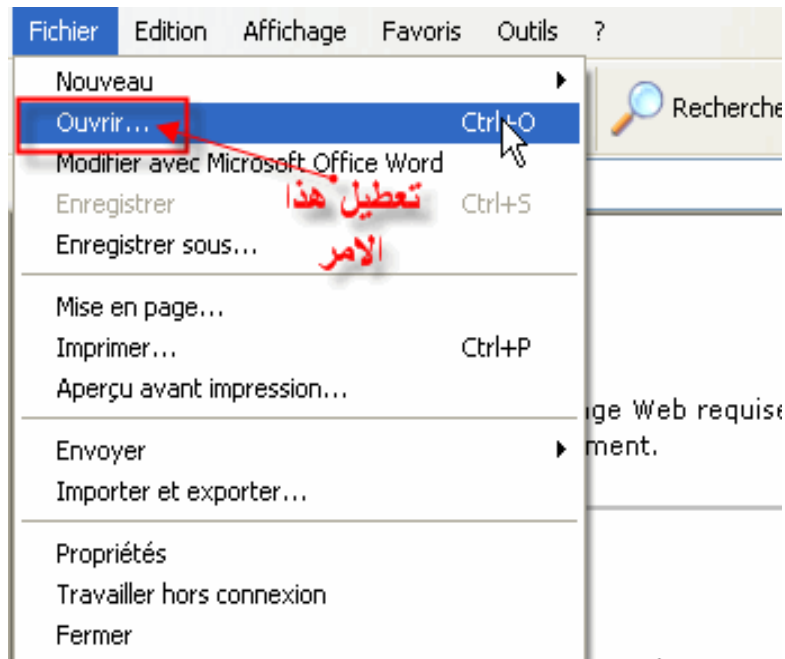 Fichier Edition Affichage Favoris Outils ?
Nouveau
Recherche
Ouvrir... Ctrl+O
Modifier avec Microsoft Office Word
تعطيل هذا
Enregistrer Ctrl+S
الامر
Enregistrer sous...
Mise en page...
Imprimer... Ctrl+P
Aperçu avant impression...
Web requise
Envoyer
Importer et exporter...
Propriétés
Travailler hors connexion
Fermer